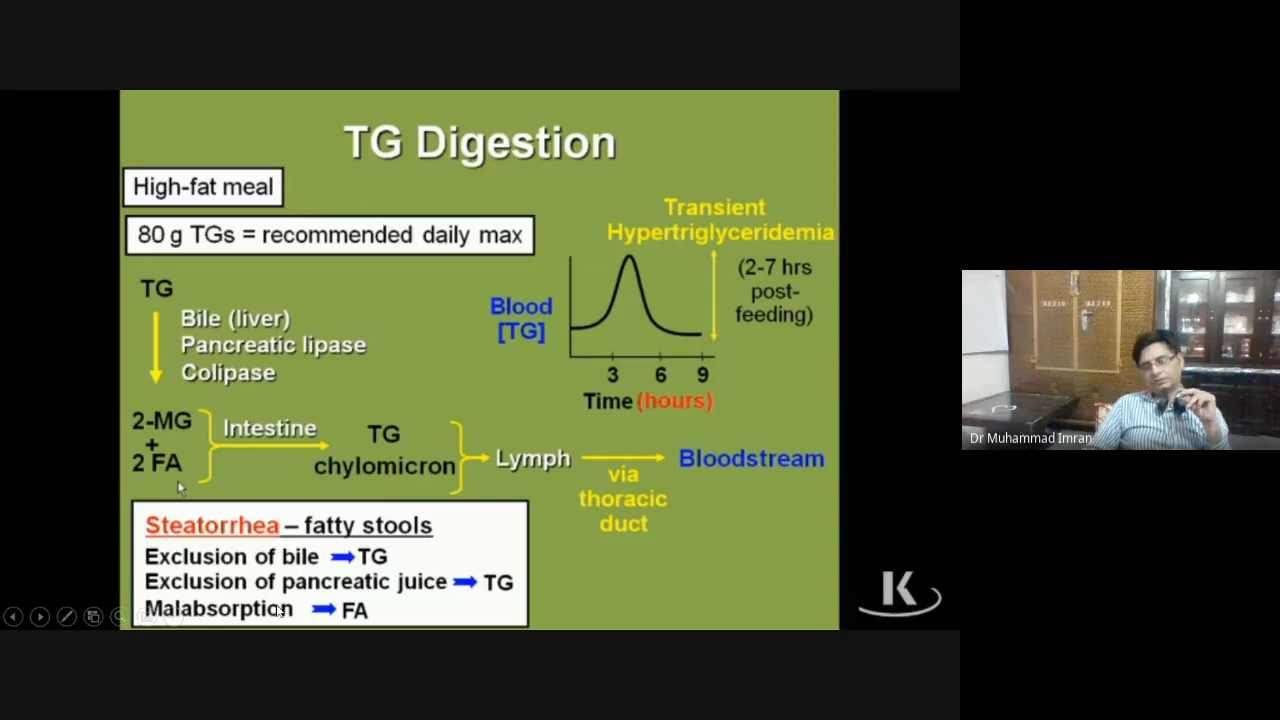 TG Digestion
High-fat meal
80 g TGs = recommended daily max
TG
Bile (liver)
Pancreatic lipase
Colipase
2-MG
+
2 FA
Intestine
TG
chylomicron
Lymph
via
thoracic
duct
Bloodstream
Transient
Hypertriglyceridemia
(2-7 hrs
post-
feeding)
Blood
[TG]
3 6 9
Time (hours)
Steatorrhea – fatty stools
Exclusion of bile ➡ TG
Exclusion of pancreatic juice ➡ TG
Malabsorption ➡ FA
K
Dr Muhammad Imran